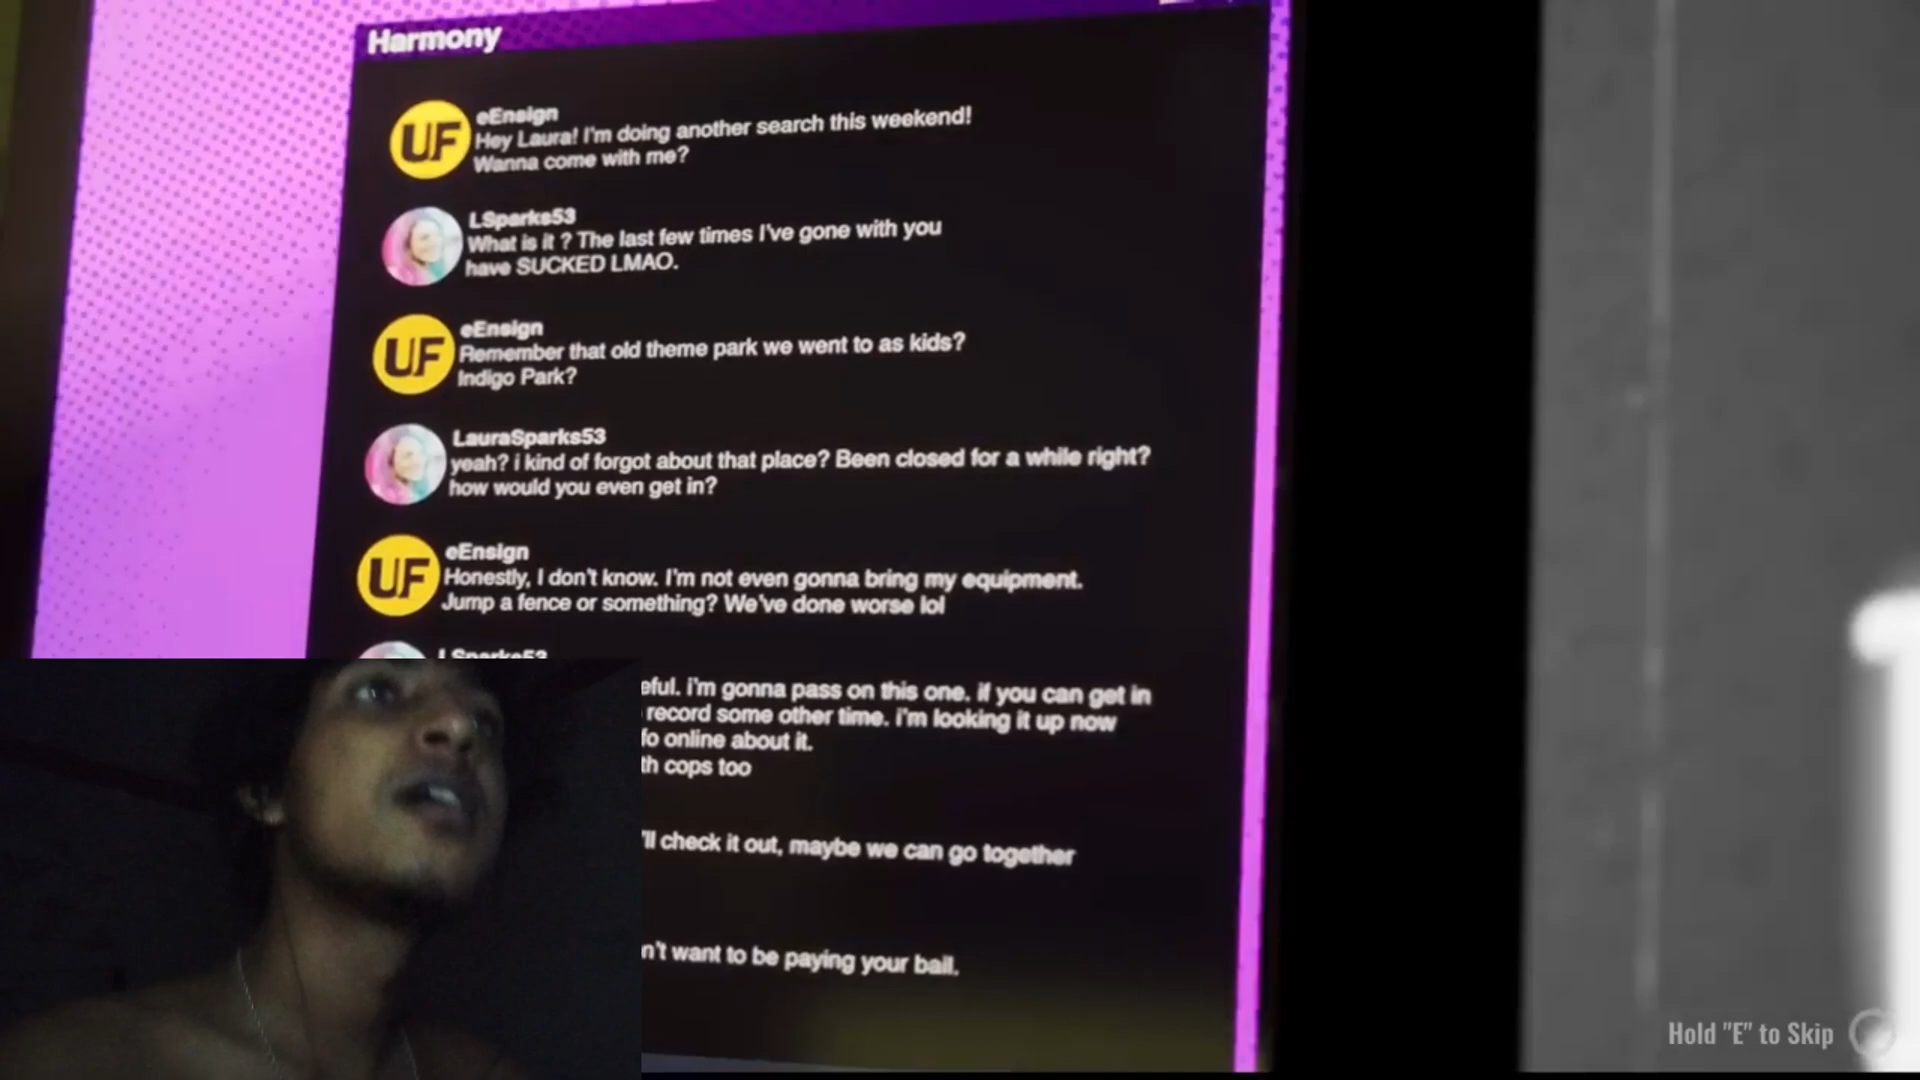 Harmony
UF
eEnsign
Hey Laura! I'm doing another search this weekend!
Wanna come with me?
LSparks53
What is it ? The last few times I've gone with you
have SUCKED LMAO.
UF
eEnsign
Remember that old theme park we went to as kids?
Indigo Park?
LauraSparks53
yeah? i kind of forgot about that place? Been closed for a while right?
how would you even get in?
UF
eEnsign
Honestly, I don't know. I'm not even gonna bring my equipment.
Jump a fence or something? We've done worse lol
LSparks53
i'm gonna pass on this one. if you can get in
record some other time. i'm looking it up now
online about it.
cops too
check it out, maybe we can go together
want to be paying your bail.
Hold "E" to Skip